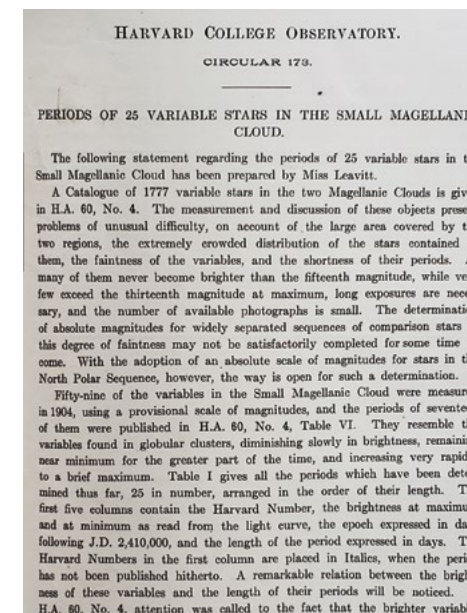 HARVARD COLLEGE OBSERVATORY.
CIRCULAR 173.
PERIODS OF 25 VARIABLE STARS IN THE SMALL MAGELLANI
CLOUD.
The following statement regarding the periods of 25 variable stars in t
Small Magellanic Cloud has been prepared by Miss Leavitt.
A Catalogue of 1777 variable stars in the two Magellanic Clouds is giv
in H.A. 60, No. 4. The measurement and discussion of these objects prese
problems of unusual difficulty, on account of the large area covered by t
two regions, the extremely crowded distribution of the stars contained
them, the faintness of the variables, and the shortness of their periods. A
many of them never become brighter than the fifteenth magnitude, while ve
few exceed the thirteenth magnitude at maximum, long exposures are nece
sary, and the number of available photographs is small. The determinati
of absolute magnitudes for widely separated sequences of comparison stars
this degree of faintness may not be satisfactorily completed for some time
come. With the adoption of an absolute scale of magnitudes for stars in t
North Polar Sequence, however, the way is open for such a determination.
Fifty-nine of the variables in the Small Magellanic Cloud were measur
in 1904, using a provisional scale of magnitudes, and the periods of sevente
of them were published in H.A. 60, No. 4, Table VI. They resemble t
variables found in globular clusters, diminishing slowly in brightness, remaini
near minimum for the greater part of the time, and increasing very rapid
to a brief maximum. Table I gives all the periods which have been dete
mined thus far, 25 in number, arranged in the order of their length. T
first five columns contain the Harvard Number, the brightness at maximu
and at minimum as read from the light curve, the epoch expressed in da
following J.D. 2,410,000, and the length of the period expressed in days. T
Harvard Numbers in the first column are placed in Italics, when the peri
has not been published hitherto. A remarkable relation between the brigh
ness of these variables and the length of their periods will be noticed.
H.A. 60, No. 4, attention was called to the fact that the brighter variab